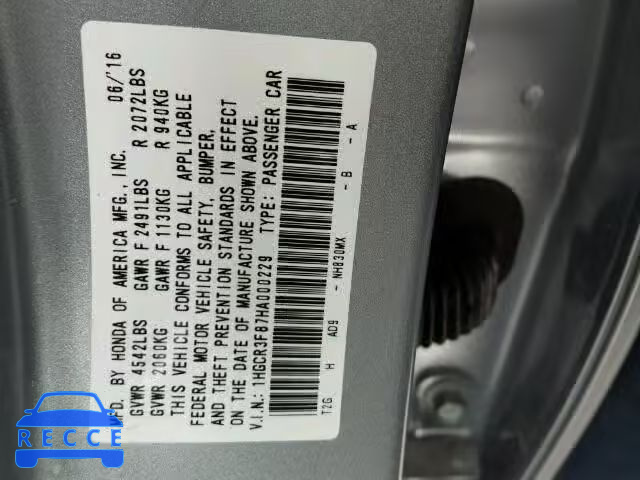 MFD. BY HONDA OF AMERICA MFG., INC. 06/'16
GVWR 4542LBS GAWR F 2491LBS R 2072LBS
GVWR 2060KG GAWR F 1130KG R 940KG
THIS VEHICLE CONFORMS TO ALL APPLICABLE
FEDERAL MOTOR VEHICLE SAFETY, BUMPER,
AND THEFT PREVENTION STANDARDS IN EFFECT
ON THE DATE OF MANUFACTURE SHOWN ABOVE.
V.I.N.: 1HGCR3F87HA000229 TYPE: PASSENGER CAR
T2G H AD9 - NH830MX - B - A
RECCE